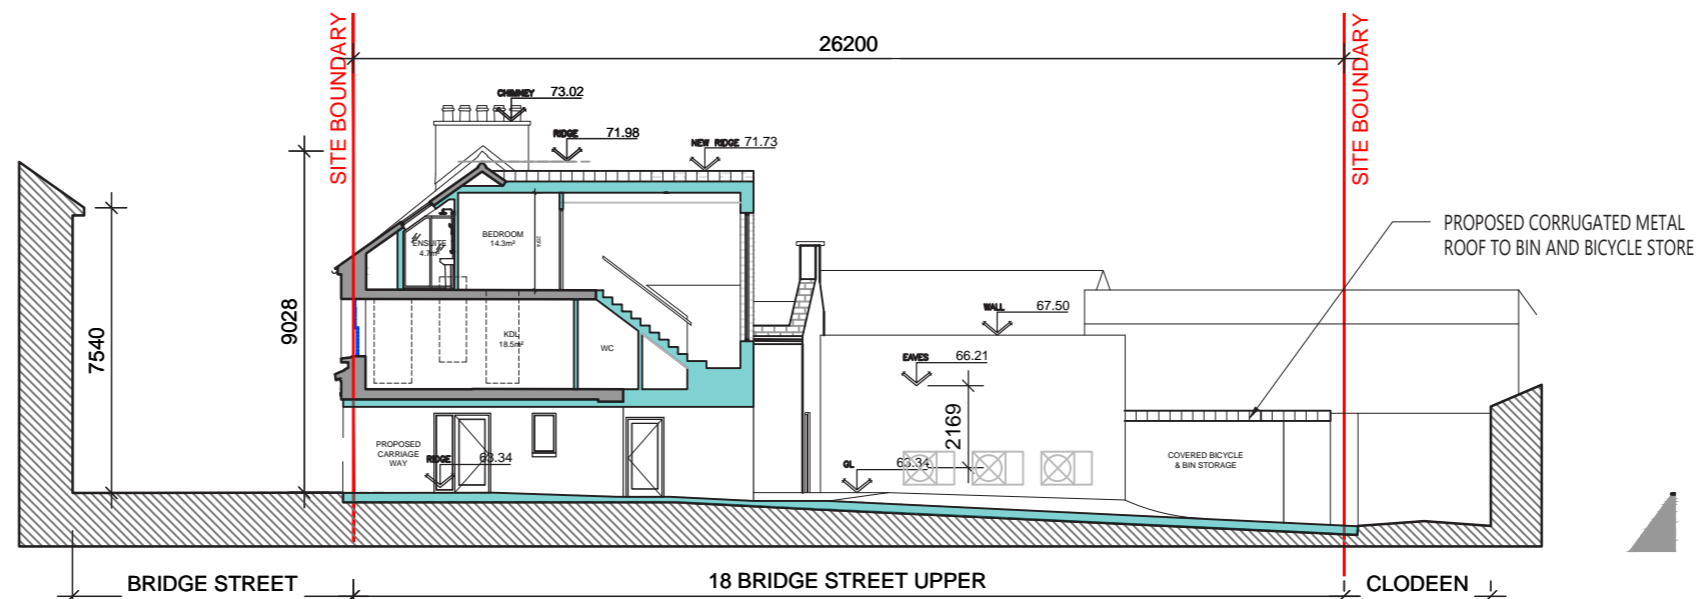 SITE BOUNDARY
26200
SITE BOUNDARY
CHIMNEY 73.02
RIDGE 71.98
NEW RIDGE 71.73
PROPOSED CORRUGATED METAL
ROOF TO BIN AND BICYCLE STORE
ENSUITE
4.7m²
BEDROOM
14.3m²
9028
7540
WALL 67.50
KDL
18.5m²
WC
EAVES 66.21
2169
PROPOSED
CARRIAGE
WAY
RIDGE 63.34
GL 63.34
COVERED BICYCLE
& BIN STORAGE
BRIDGE STREET
18 BRIDGE STREET UPPER
CLODEEN